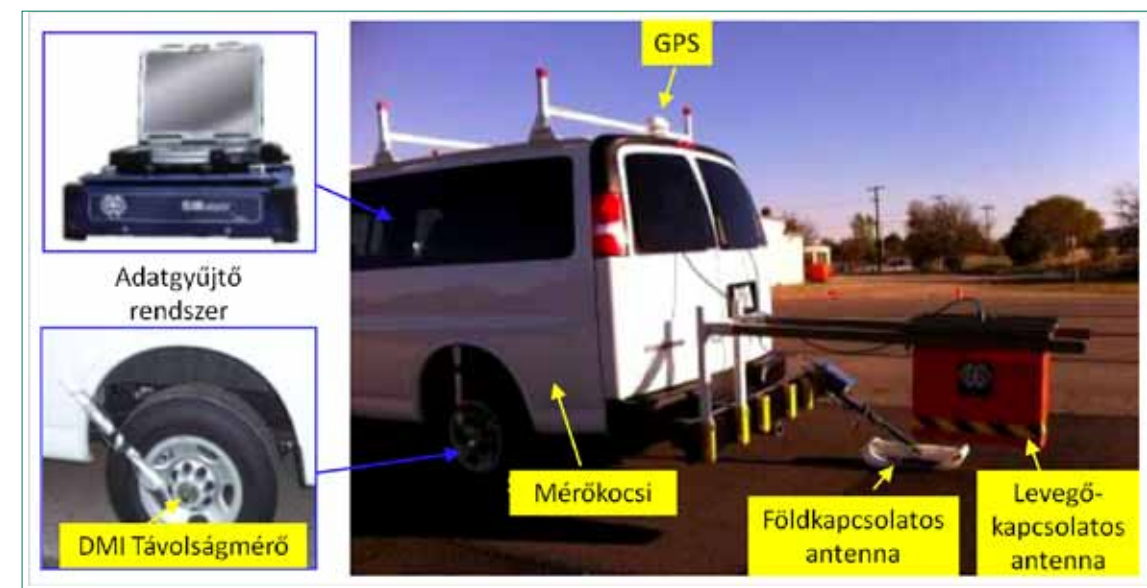 GPS
Adatgyűjtő
rendszer
DMI Távolságmérő
Mérőkocsi
Földkapcsolatos
antenna
Levegő-
kapcsolatos
antenna